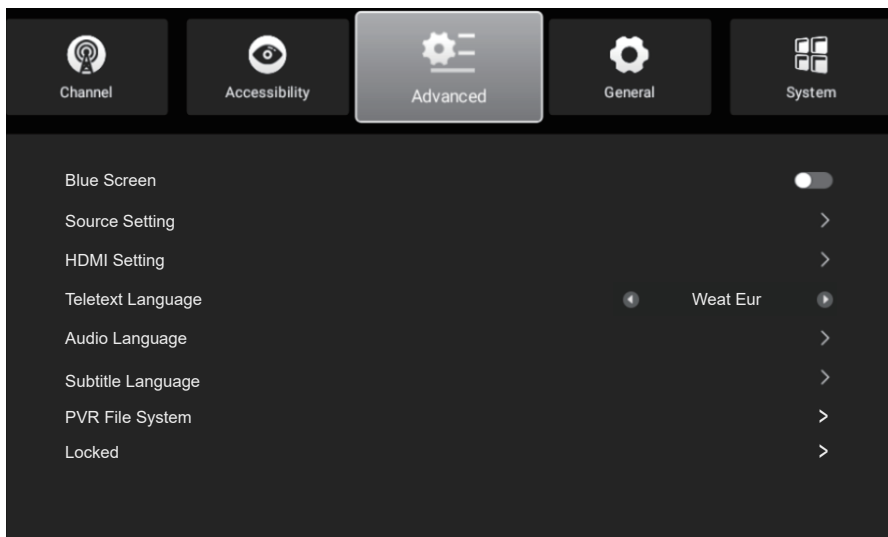 Channel
Accessibility
Advanced
General
System
Blue Screen
Source Setting
HDMI Setting
Teletext Language Weat Eur
Audio Language
Subtitle Language
PVR File System
Locked